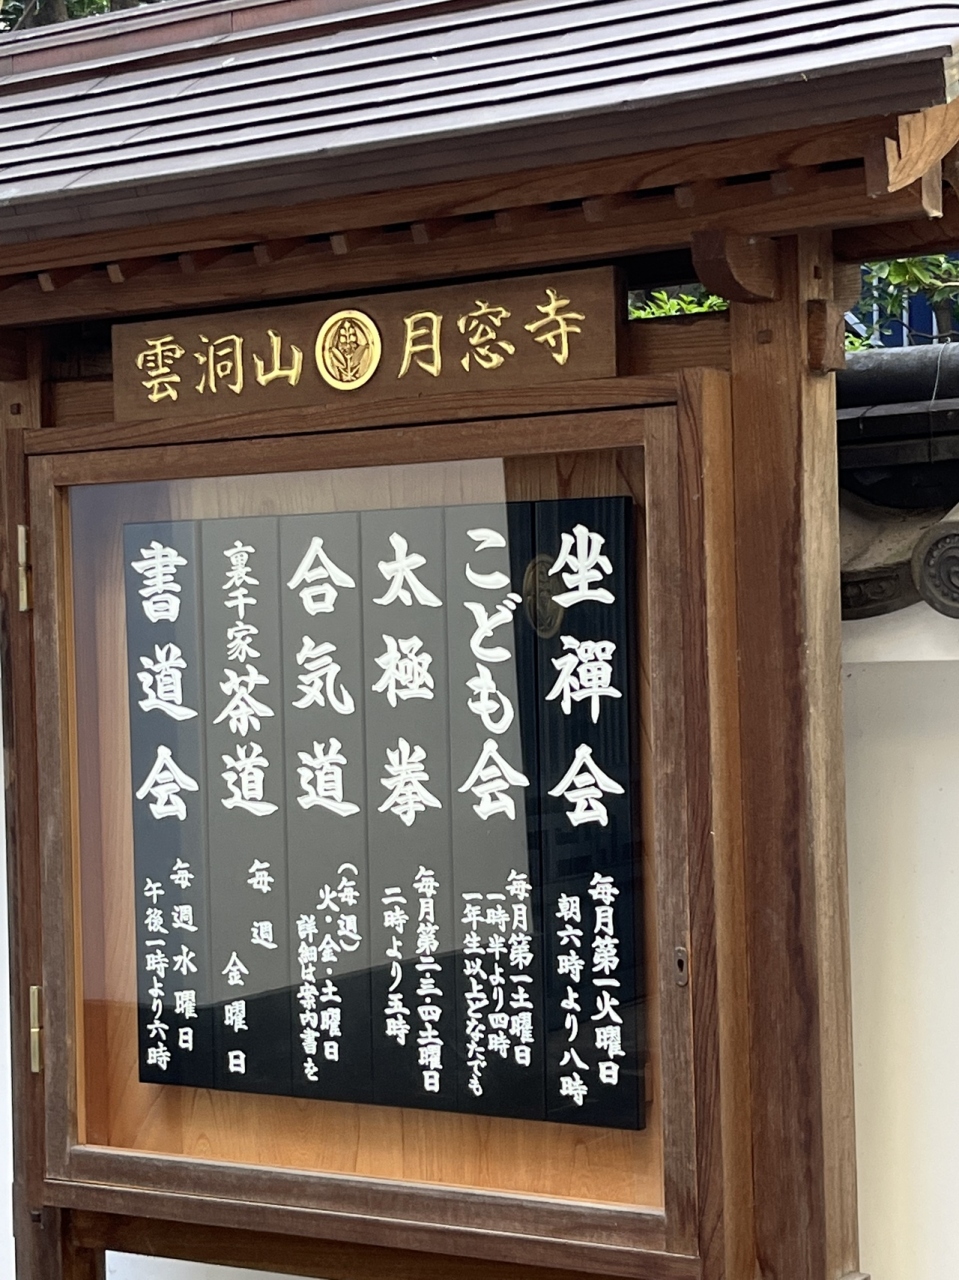 雲洞山 月窓寺
坐禪会
毎月第一火曜日
朝六時より八時
こども会
毎月第一土曜日
一時半より四時
一年生以上どなたでも
太極拳
毎月第二・三・四土曜日
二時より五時
合気道
(毎週)
火・金・土曜日
詳細は案内書を
裏千家茶道
毎週
金曜日
書道会
毎週水曜日
午後一時より六時